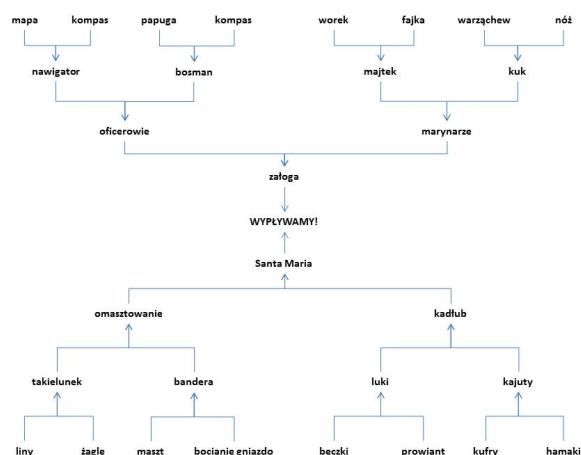 mapa kompas papuga kompas worek fajka warząchew nóż
nawigator bosman majtek kuk
oficerowie marynarze
załoga
WYPŁYWAMY!
Santa Maria
omasztowanie kadłub
takielunek bandera luki kajuty
liny żagle maszt bocianie gniazdo beczki prowiant kufry hamaki